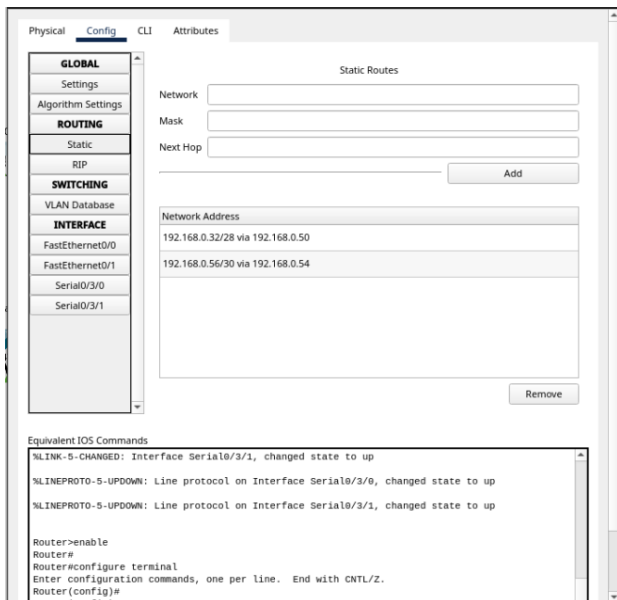 Physical Config CLI Attributes
GLOBAL
Settings
Algorithm Settings
ROUTING
Static
RIP
SWITCHING
VLAN Database
INTERFACE
FastEthernet0/0
FastEthernet0/1
Serial0/3/0
Serial0/3/1
Static Routes
Network
Mask
Next Hop
Add
Network Address
192.168.0.32/28 via 192.168.0.50
192.168.0.56/30 via 192.168.0.54
Remove
Equivalent IOS Commands
%LINK-5-CHANGED: Interface Serial0/3/1, changed state to up
%LINEPROTO-5-UPDOWN: Line protocol on Interface Serial0/3/0, changed state to up
%LINEPROTO-5-UPDOWN: Line protocol on Interface Serial0/3/1, changed state to up
Router>enable
Router#
Router#configure terminal
Enter configuration commands, one per line. End with CNTL/Z.
Router(config)#